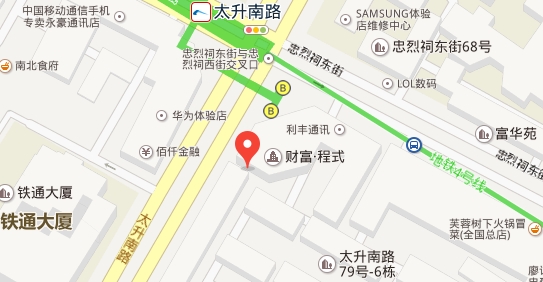 中国移动通信手机
专卖永豪通讯店
太升南路
SAMSUNG体验
店维修中心
忠烈祠东街68号
忠烈祠东街与忠
烈祠西街交叉口
忠烈祠东街
南北食府
LOL数码
B
B
华为体验店
利丰通讯
富华苑
佰仟金融
财富·程式
忠烈祠东街
地铁4号线
铁通大厦
铁通大厦
太升南路
芙蓉树下火锅冒
菜(全国总店)
太升南路
79号-6栋